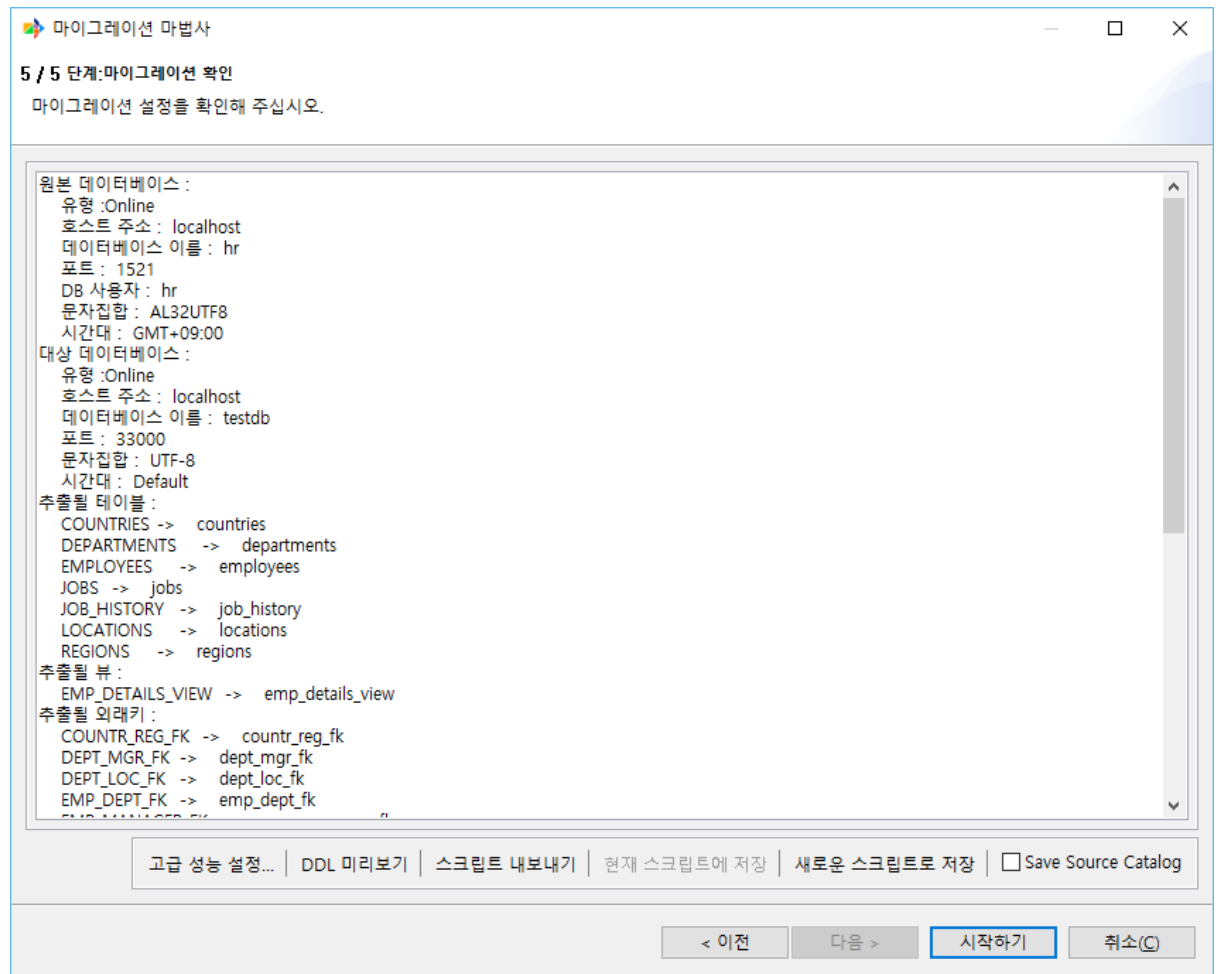 마이그레이션 마법사
5 / 5 단계:마이그레이션 확인
마이그레이션 설정을 확인해 주십시오.
원본 데이터베이스 :
유형 :Online
호스트 주소 : localhost
데이터베이스 이름 : hr
포트 : 1521
DB 사용자 : hr
문자집합 : AL32UTF8
시간대 : GMT+09:00
대상 데이터베이스 :
유형 :Online
호스트 주소 : localhost
데이터베이스 이름 : testdb
포트 : 33000
문자집합 : UTF-8
시간대 : Default
추출될 테이블 :
COUNTRIES -> countries
DEPARTMENTS -> departments
EMPLOYEES -> employees
JOBS -> jobs
JOB_HISTORY -> job_history
LOCATIONS -> locations
REGIONS -> regions
추출될 뷰 :
EMP_DETAILS_VIEW -> emp_details_view
추출될 외래키 :
COUNTR_REG_FK -> countr_reg_fk
DEPT_MGR_FK -> dept_mgr_fk
DEPT_LOC_FK -> dept_loc_fk
EMP_DEPT_FK -> emp_dept_fk
고급 성능 설정... DDL 미리보기 스크립트 내보내기 현재 스크립트에 저장 새로운 스크립트로 저장 Save Source Catalog
< 이전 다음 > 시작하기 취소(C)